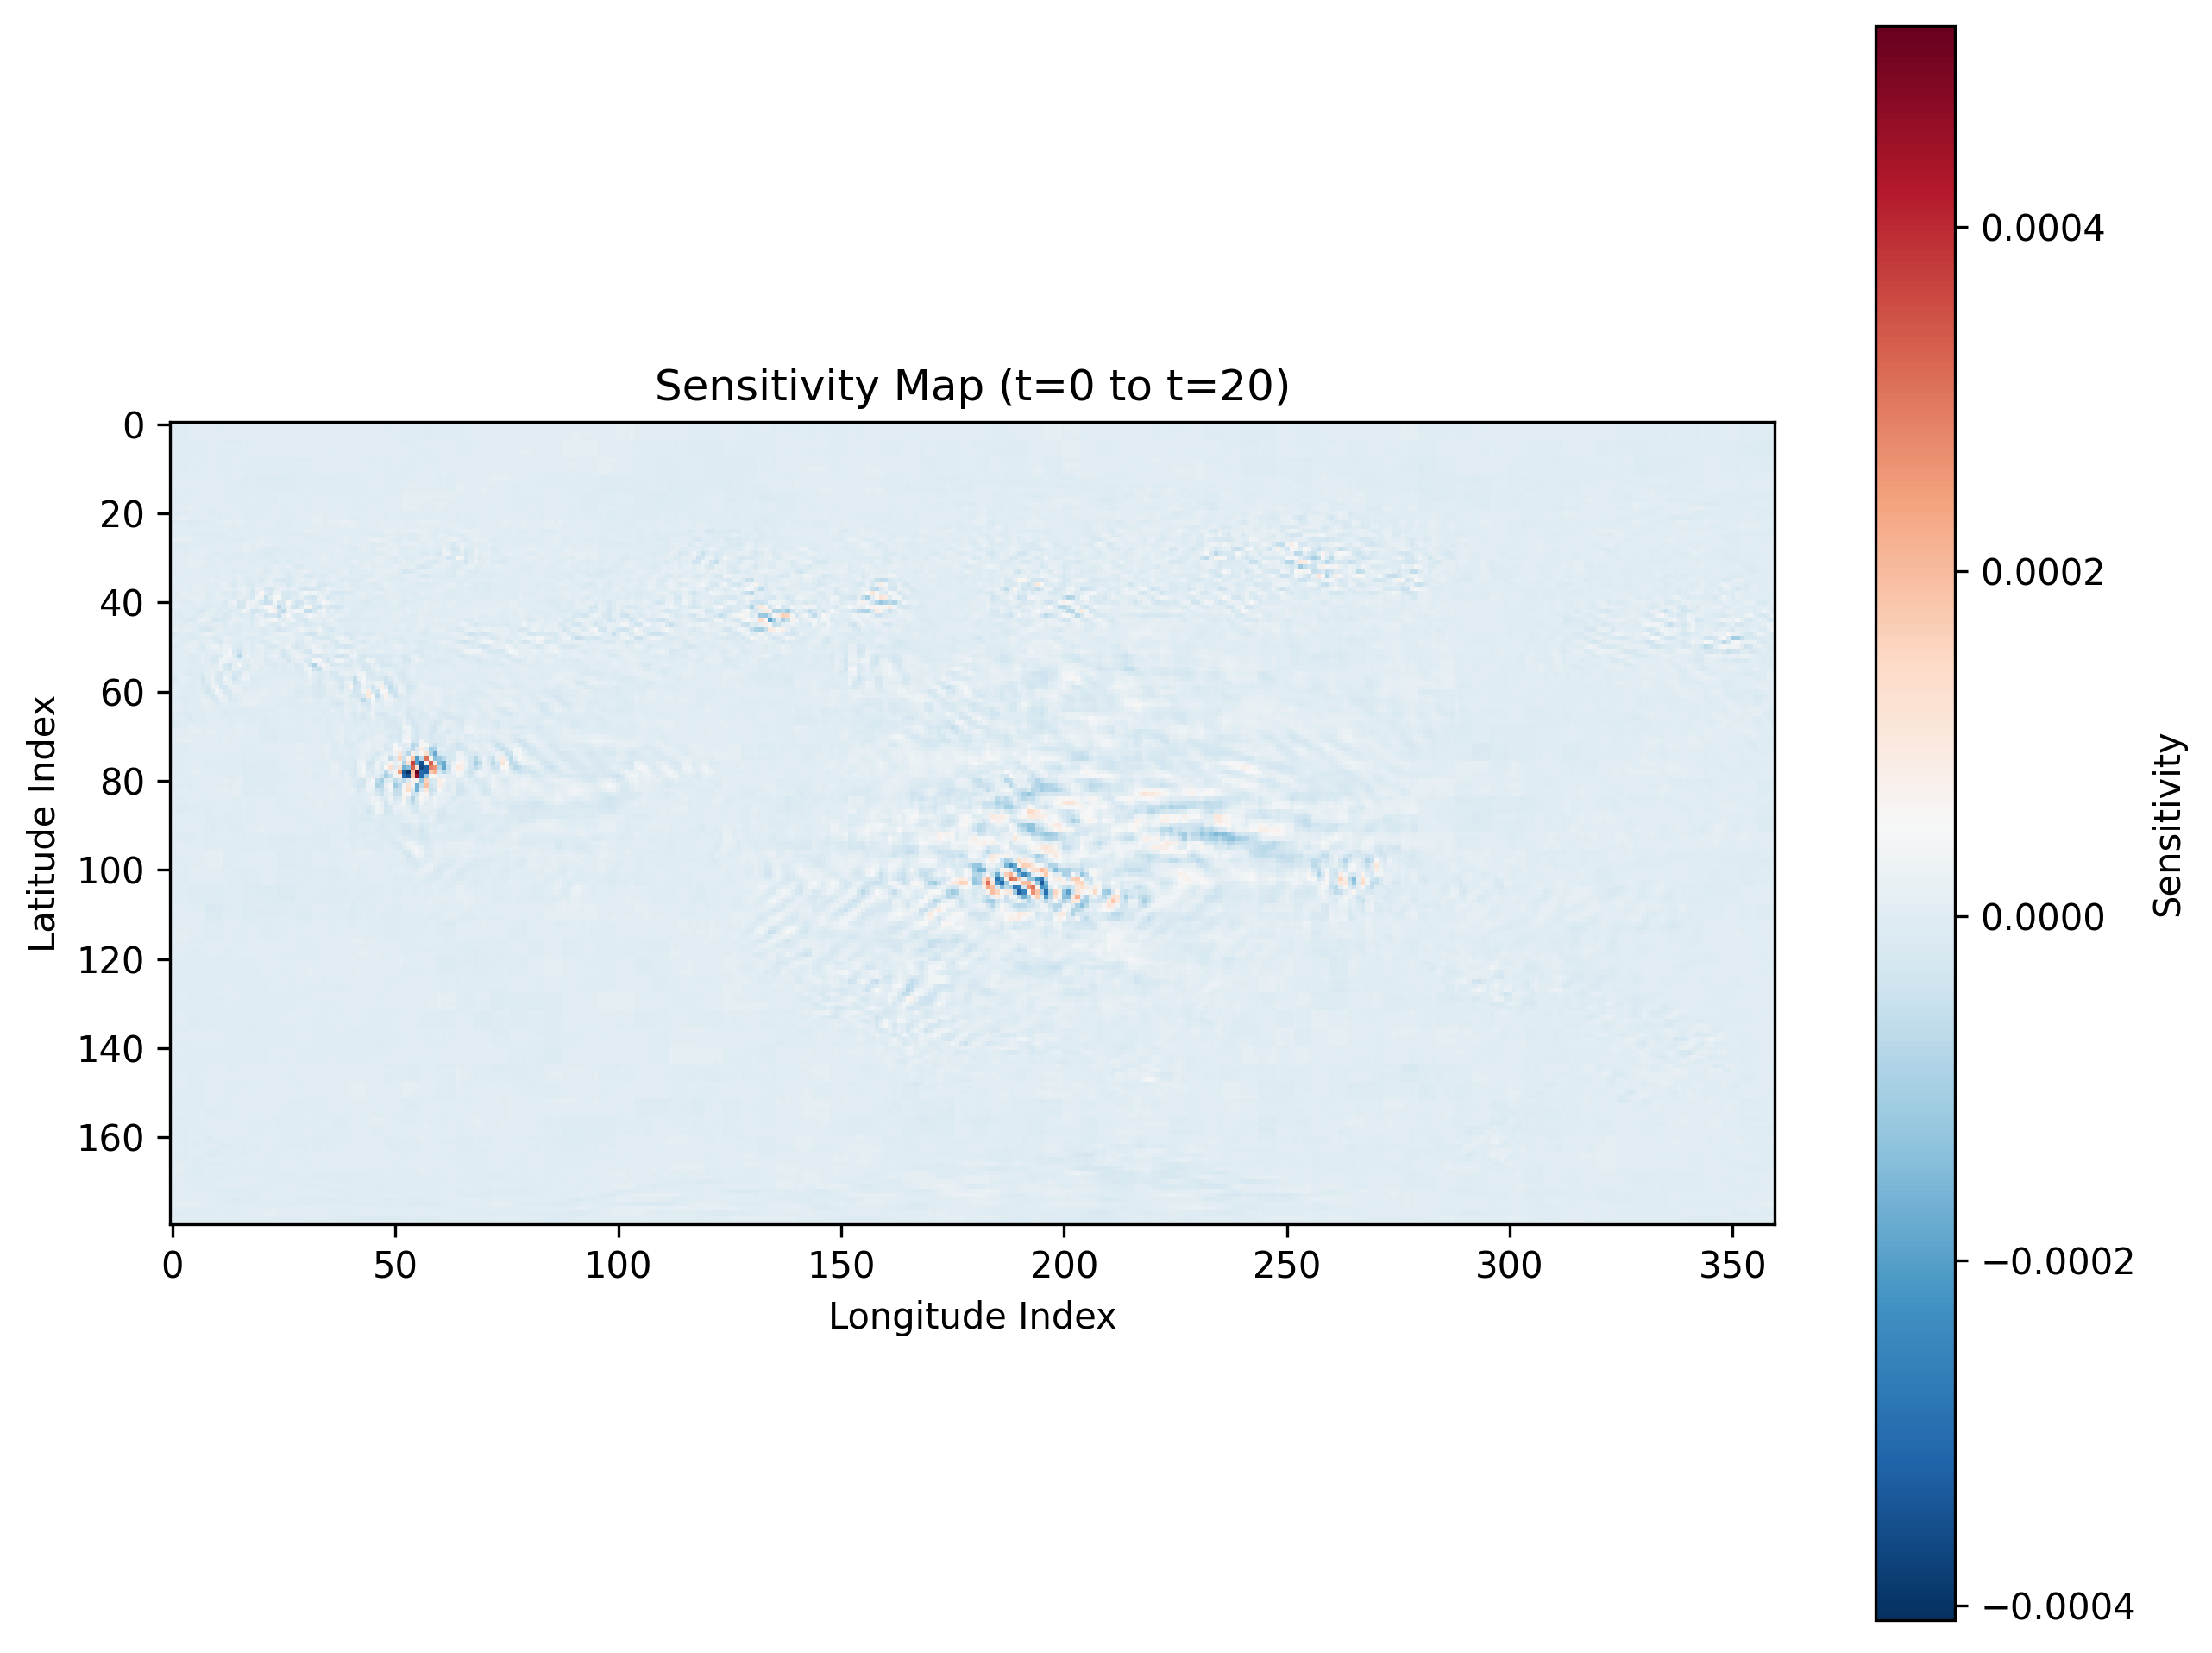 Sensitivity Map (t=0 to t=20)
0
20
40
60
80
100
120
140
160
Latitude Index
0 50 100 150 200 250 300 350
Longitude Index
0.0004
0.0002
0.0000
−0.0002
−0.0004
Sensitivity